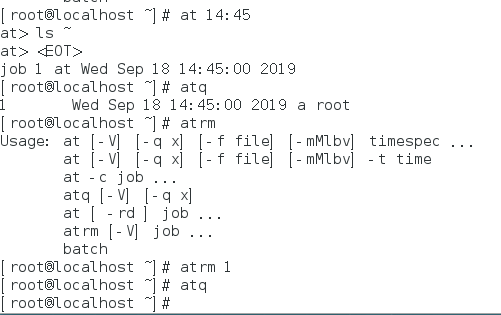 batch
[root@localhost ~]# at 14:45
at> ls ~
at> <EOT>
job 1 at Wed Sep 18 14:45:00 2019
[root@localhost ~]# atq
1       Wed Sep 18 14:45:00 2019 a root
[root@localhost ~]# atrm
Usage: at [-V] [-q x] [-f file] [-mMlbv] timespec ...
       at [-V] [-q x] [-f file] [-mMlbv] -t time
       at -c job ...
       atq [-V] [-q x]
       at [ -rd ] job ...
       atrm [-V] job ...
       batch
[root@localhost ~]# atrm 1
[root@localhost ~]# atq
[root@localhost ~]#